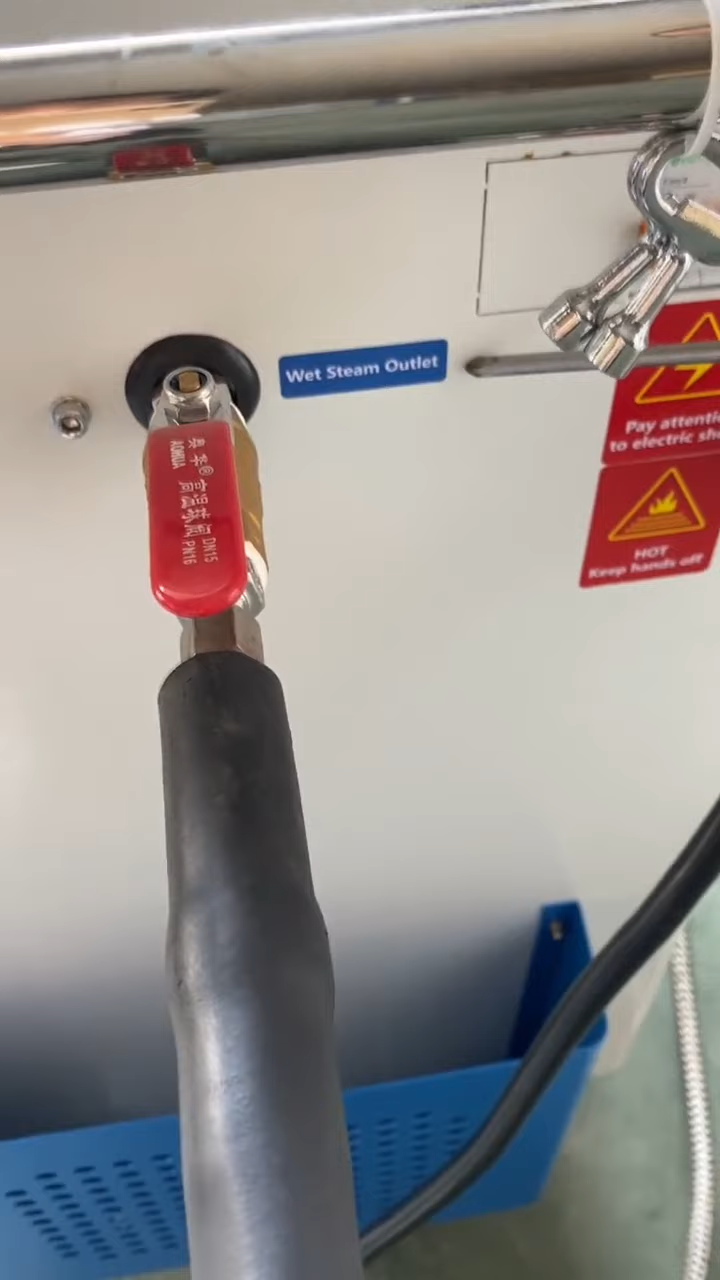 Wet Steam Outlet
奥华®
AOHUA
高温球阀
DN15
PN16
Pay attenti
to electric sho
HOT
Keep hands off